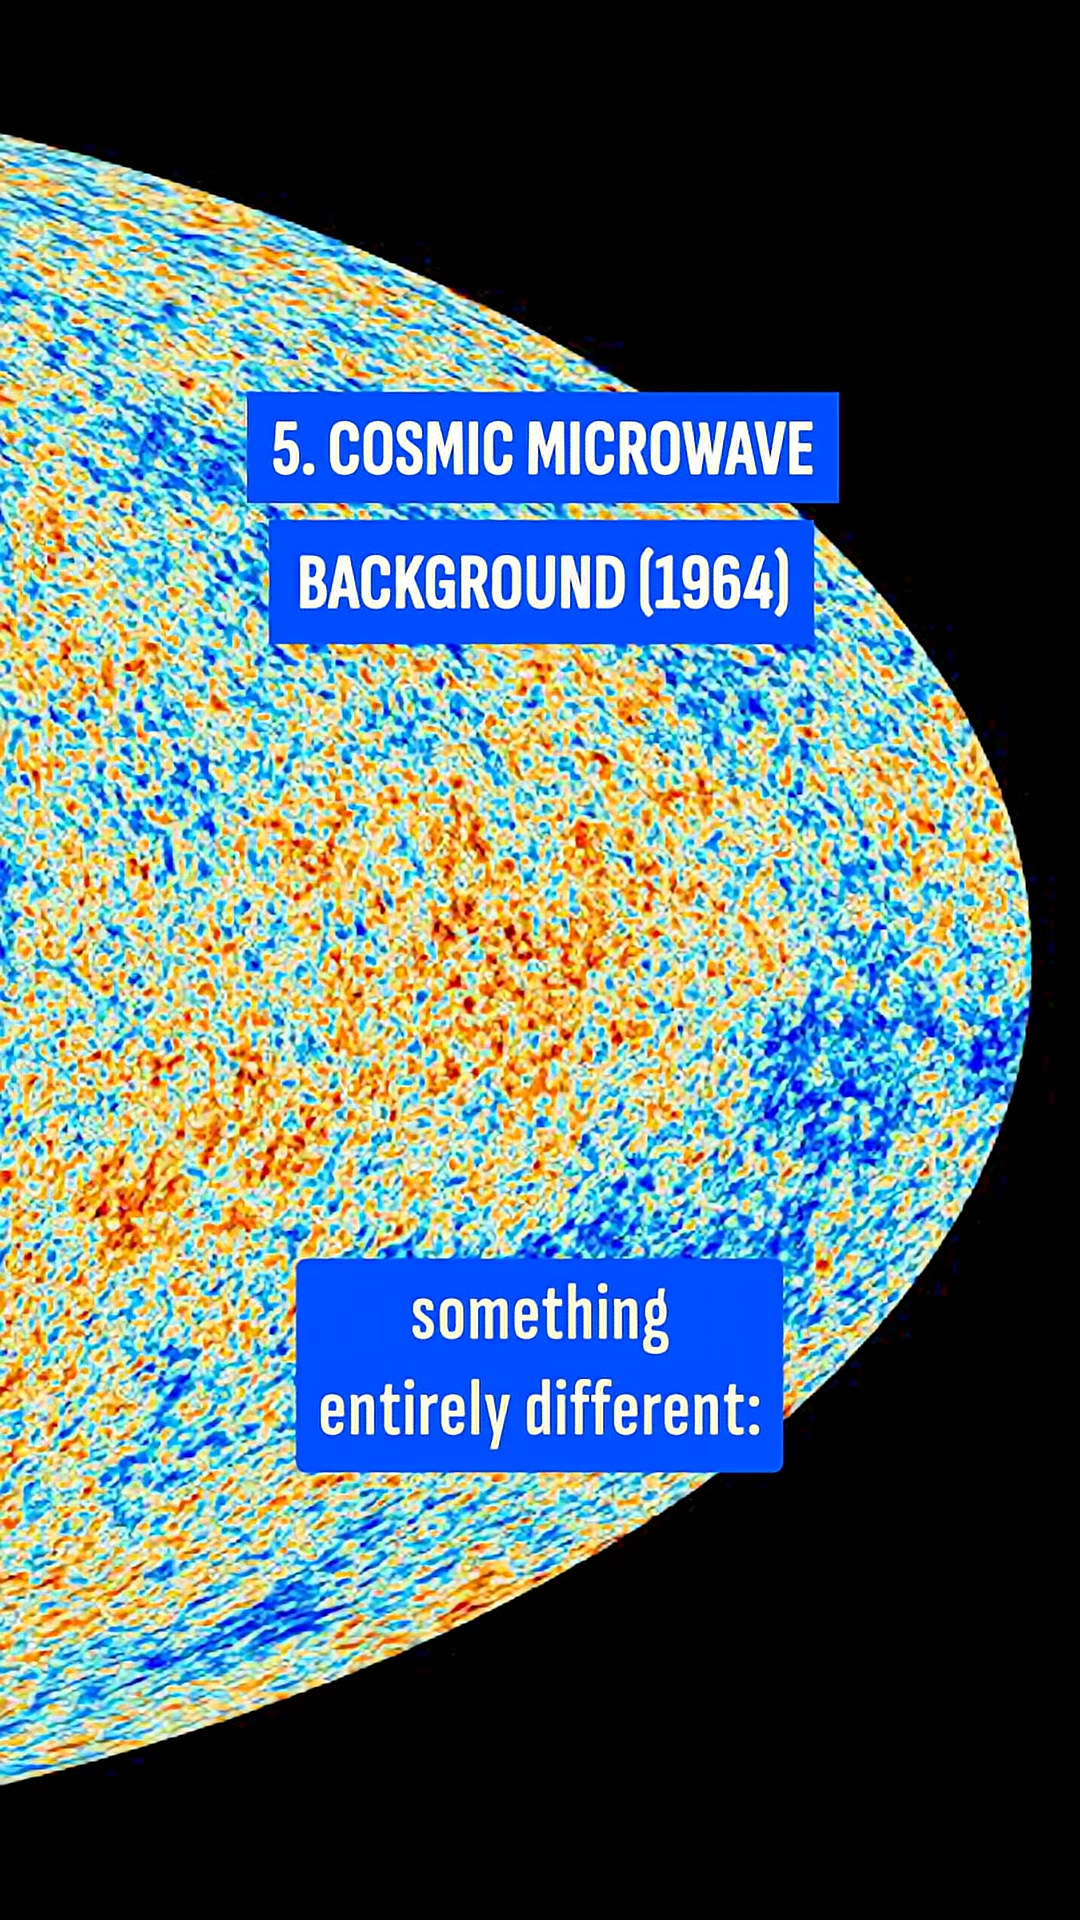 5. COSMIC MICROWAVE
BACKGROUND (1964)
something
entirely different: